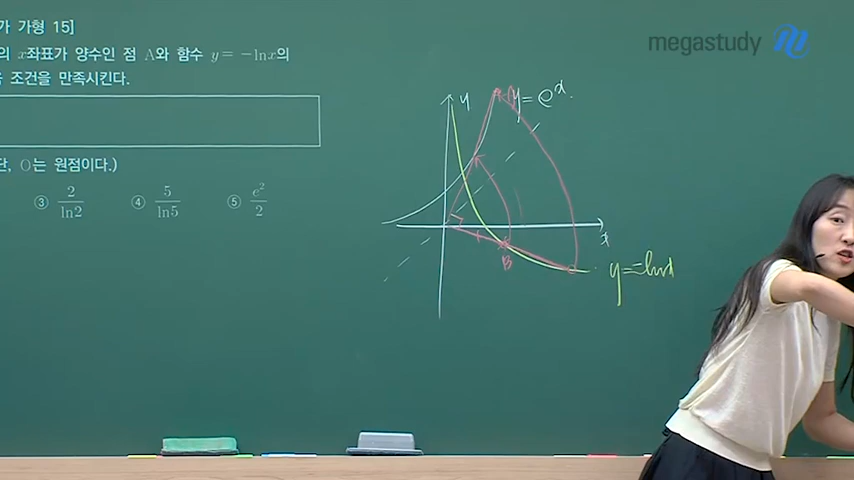 가 가형 15]
의 x좌표가 양수인 점 A와 함수 y = −lnx의
조건을 만족시킨다.
단, O는 원점이다.)
③ 2/ln2 ④ 5/ln5 ⑤ e²/2
megastudy
y
y = e^x.
x
B
y = −lnx